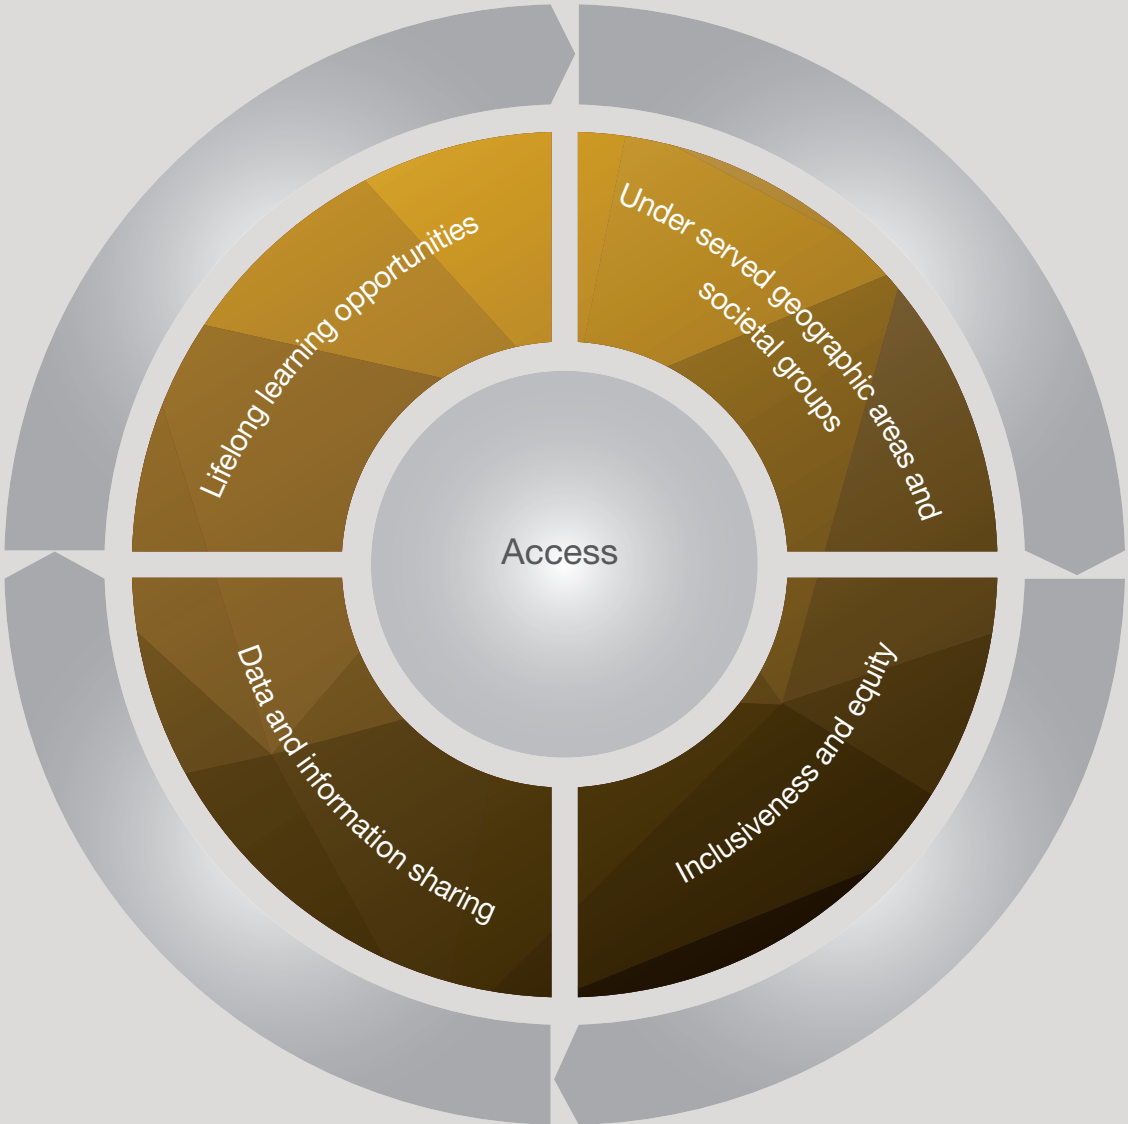 Lifelong learning opportunities
Under served geographic areas and
societal groups
Access
Data and information sharing
Inclusiveness and equity